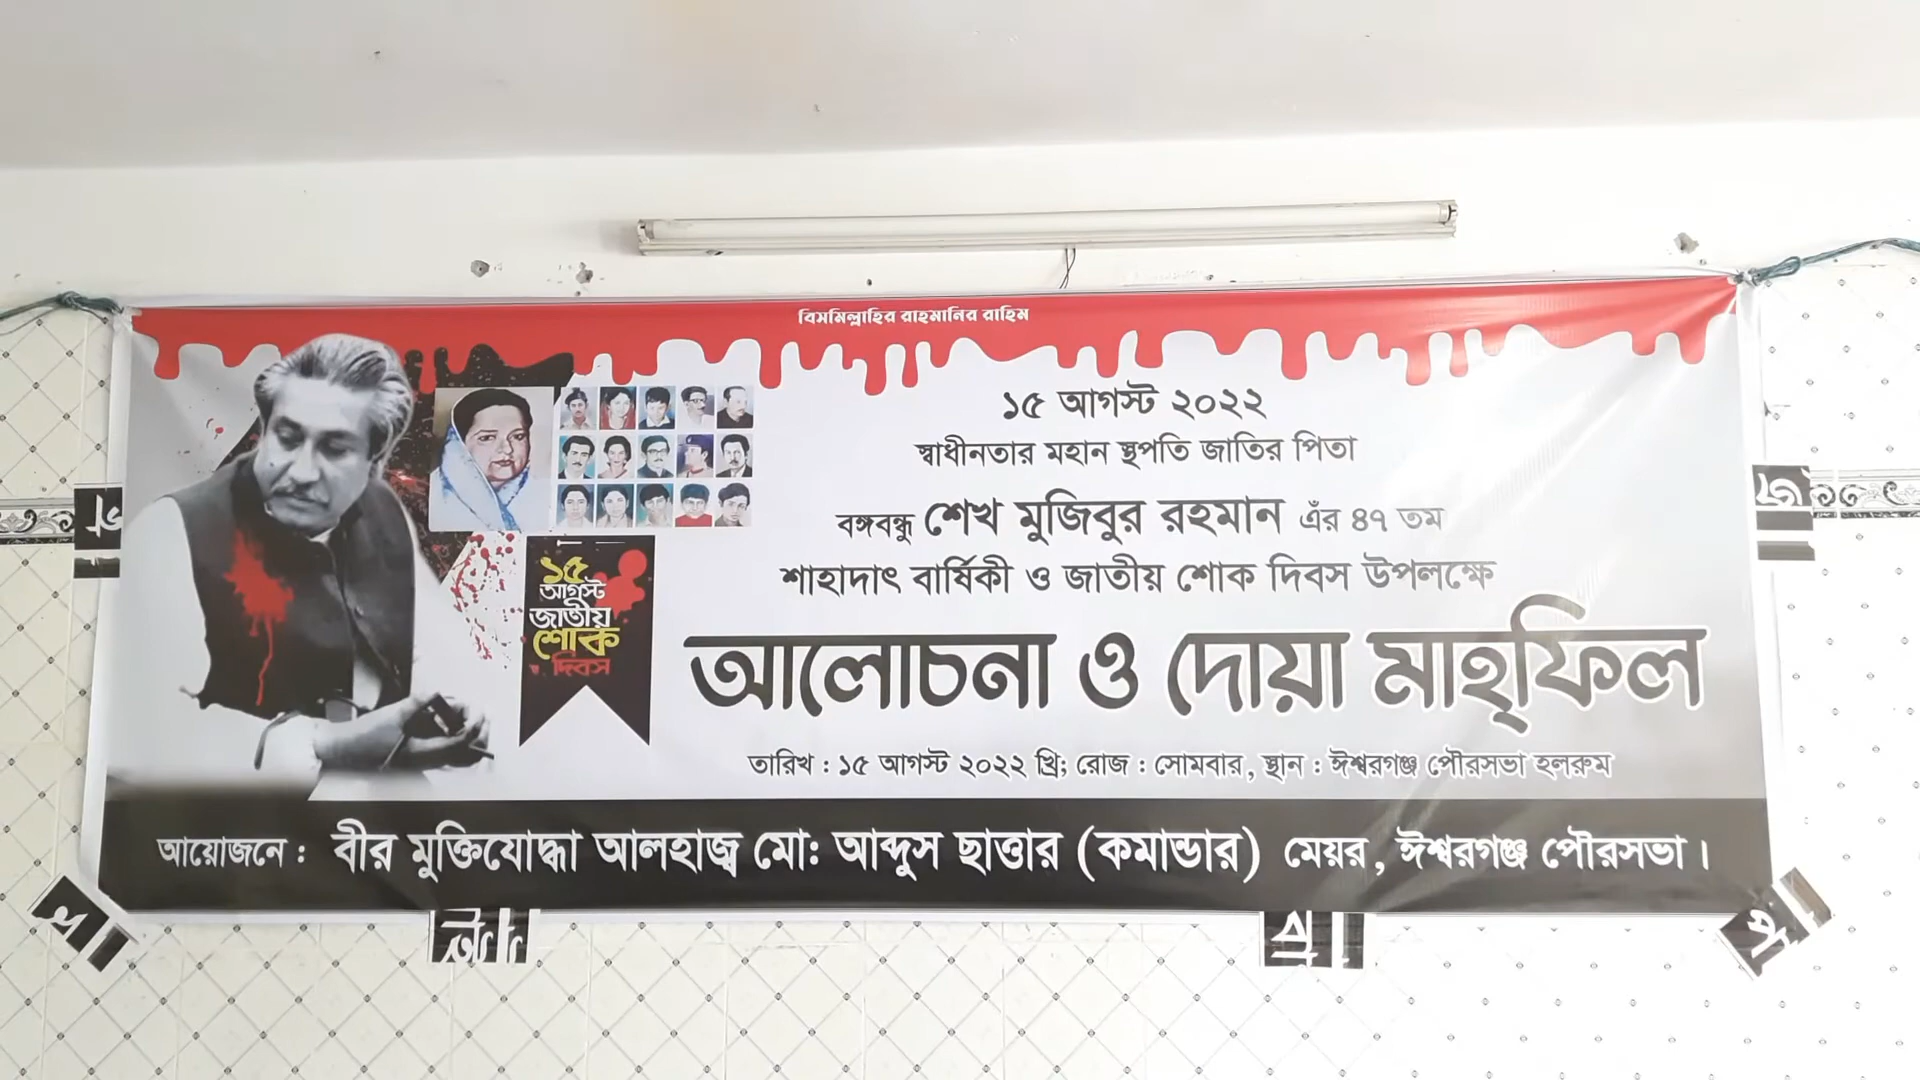 বিসমিল্লাহির রাহমানির রাহিম
১৫ আগস্ট ২০২২
স্বাধীনতার মহান স্থপতি জাতির পিতা
বঙ্গবন্ধু শেখ মুজিবুর রহমান এঁর ৪৭ তম
শাহাদাৎ বার্ষিকী ও জাতীয় শোক দিবস উপলক্ষে
১৫
আগস্ট
জাতীয়
শোক
দিবস
আলোচনা ও দোয়া মাহ্‌ফিল
তারিখ : ১৫ আগস্ট ২০২২ খ্রি; রোজ : সোমবার, স্থান : ঈশ্বরগঞ্জ পৌরসভা হলরুম
আয়োজনে : বীর মুক্তিযোদ্ধা আলহাজ্ব মো: আব্দুস ছাত্তার (কমান্ডার) মেয়র, ঈশ্বরগঞ্জ পৌরসভা।